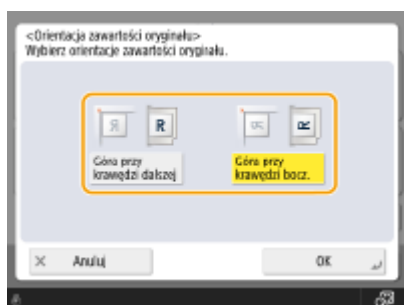 <Orientacja zawartości oryginału>
Wybierz orientację zawartości oryginału.
R R R R
Góra przy krawędzi dalszej
Góra przy krawędzi bocz.
× Anuluj OK